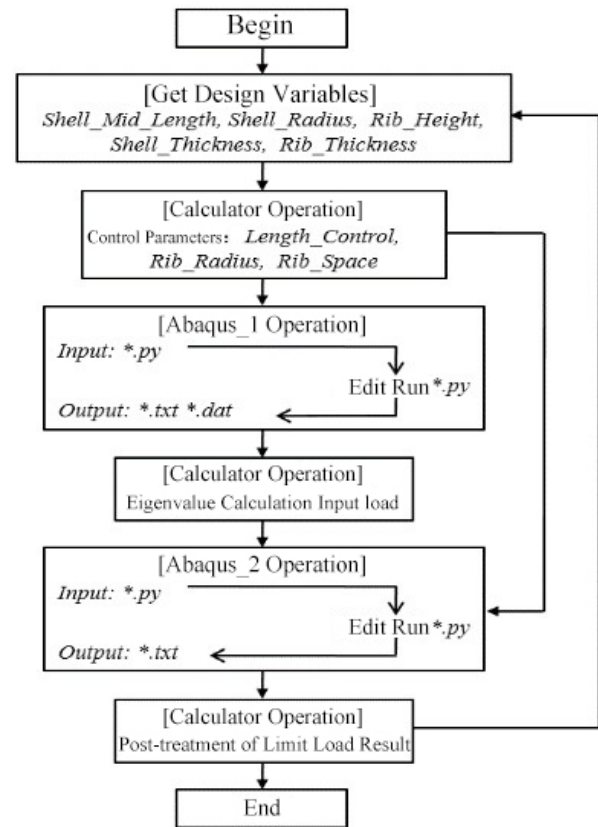 Begin
[Get Design Variables]
Shell_Mid_Length, Shell_Radius, Rib_Height,
Shell_Thickness, Rib_Thickness
[Calculator Operation]
Control Parameters： Length_Control,
Rib_Radius, Rib_Space
[Abaqus_1 Operation]
Input: *.py
Edit Run *.py
Output: *.txt *.dat
[Calculator Operation]
Eigenvalue Calculation Input load
[Abaqus_2 Operation]
Input: *.py
Edit Run *.py
Output: *.txt
[Calculator Operation]
Post-treatment of Limit Load Result
End